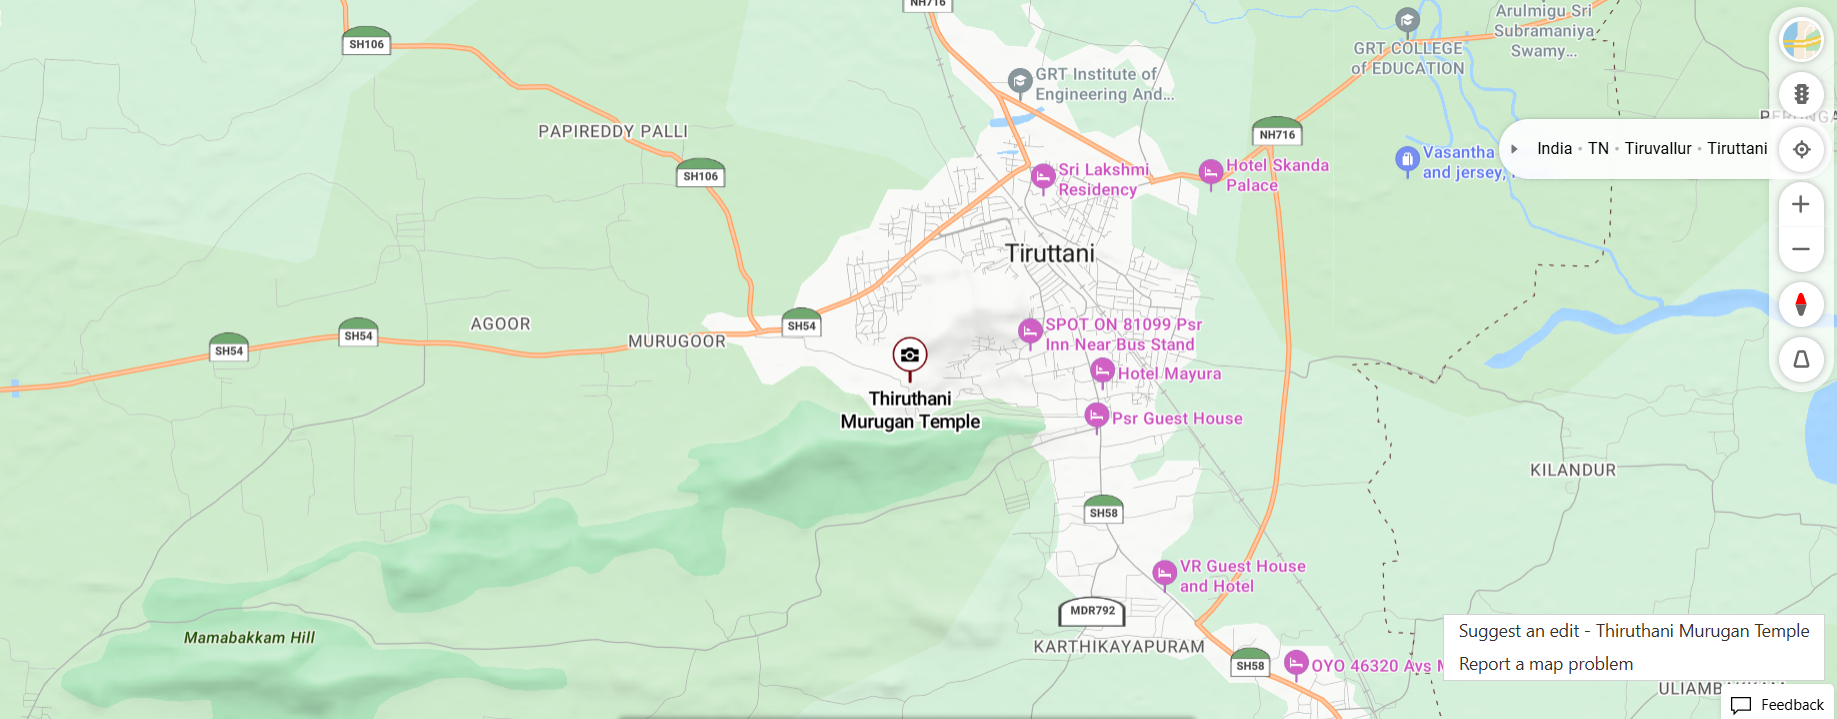 NH716
SH106
Arulmigu Sri
Subramaniya
Swamy...
GRT COLLEGE
of EDUCATION
GRT Institute of
Engineering And...
PAPIREDDY PALLI
NH716
SH106
Sri Lakshmi
Residency
Hotel Skanda
Palace
Vasantha
and jersey,
India • TN • Tiruvallur • Tiruttani
Tiruttani
AGOOR
SH54
SH54
SH54
MURUGOOR
SPOT ON 81099 Psr
Inn Near Bus Stand
Hotel Mayura
Thiruthani
Murugan Temple
Psr Guest House
KILANDUR
SH58
VR Guest House
and Hotel
MDR792
Mamabakkam Hill
KARTHIKAYAPURAM
SH58
OYO 46320 Avs M
Suggest an edit - Thiruthani Murugan Temple
Report a map problem
Feedback